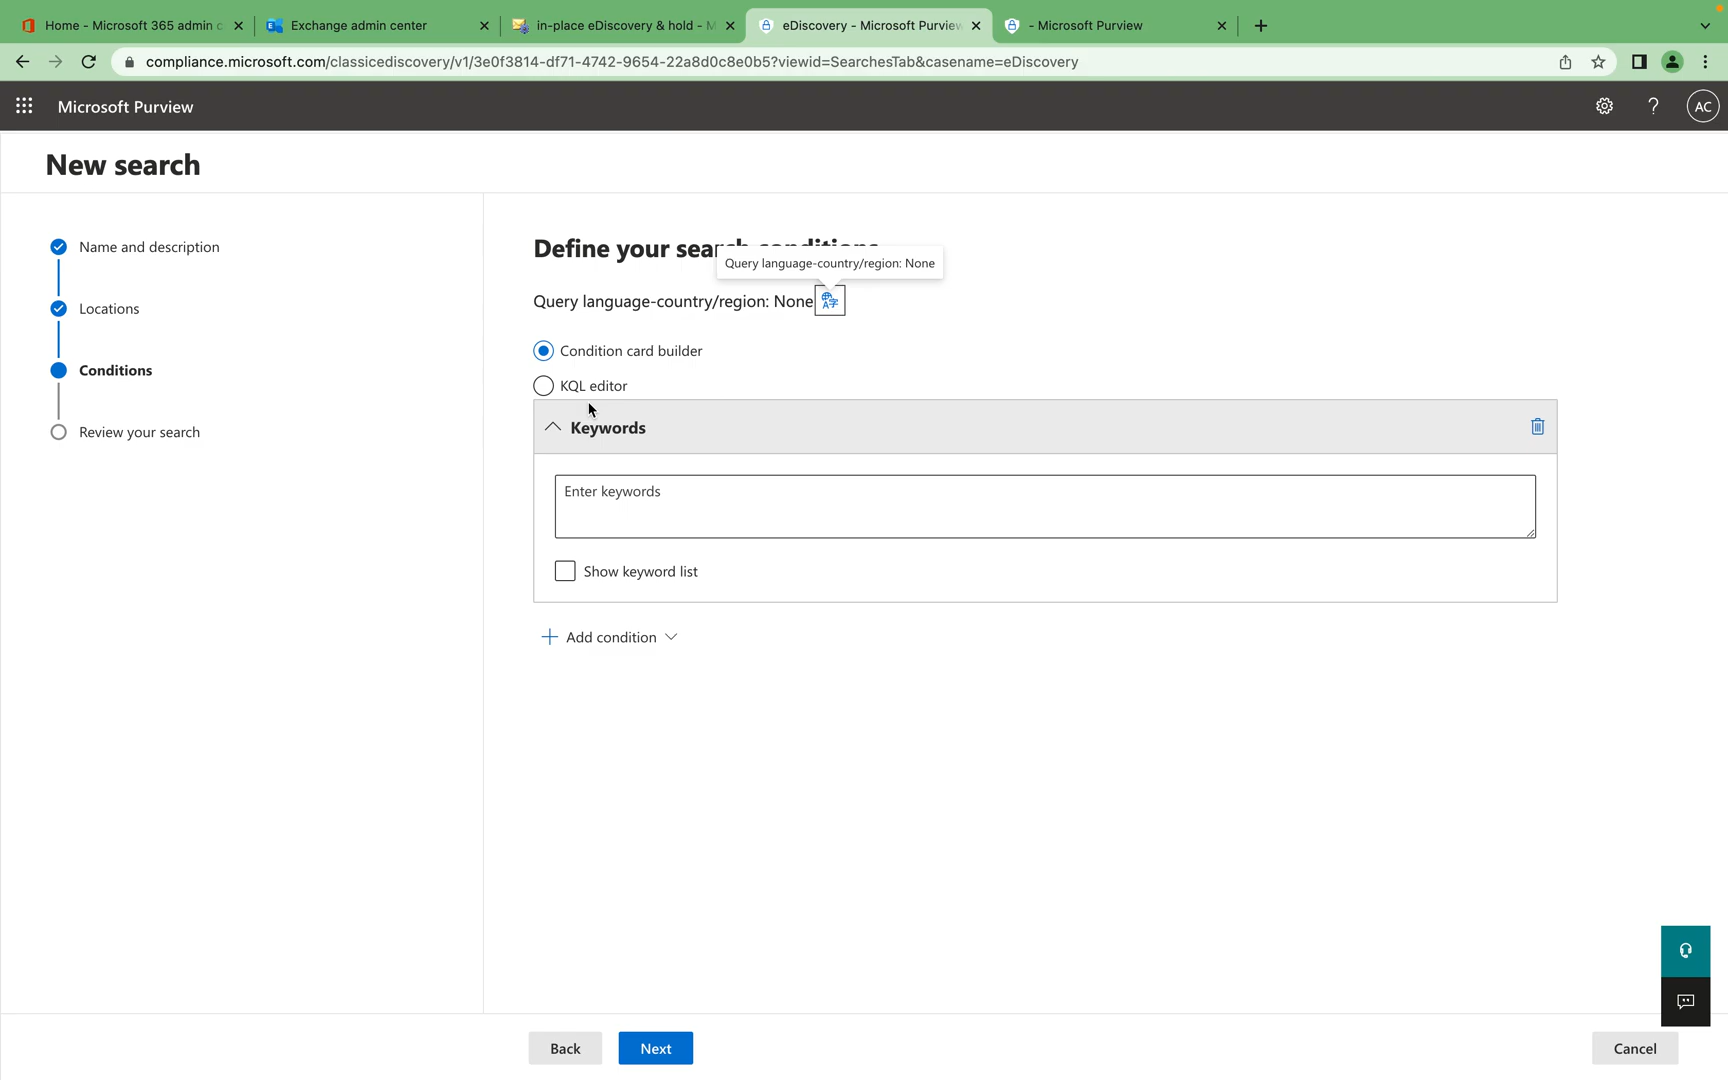 Home - Microsoft 365 admin c
Exchange admin center
in-place eDiscovery & hold - M
eDiscovery - Microsoft Purview
- Microsoft Purview
compliance.microsoft.com/classicediscovery/v1/3e0f3814-df71-4742-9654-22a8d0c8e0b5?viewid=SearchesTab&casename=eDiscovery
Microsoft Purview
AC
New search
Name and description
Locations
Conditions
Review your search
Define your search conditions
Query language-country/region: None
Query language-country/region: None
Condition card builder
KQL editor
Keywords
Enter keywords
Show keyword list
Add condition
Back
Next
Cancel